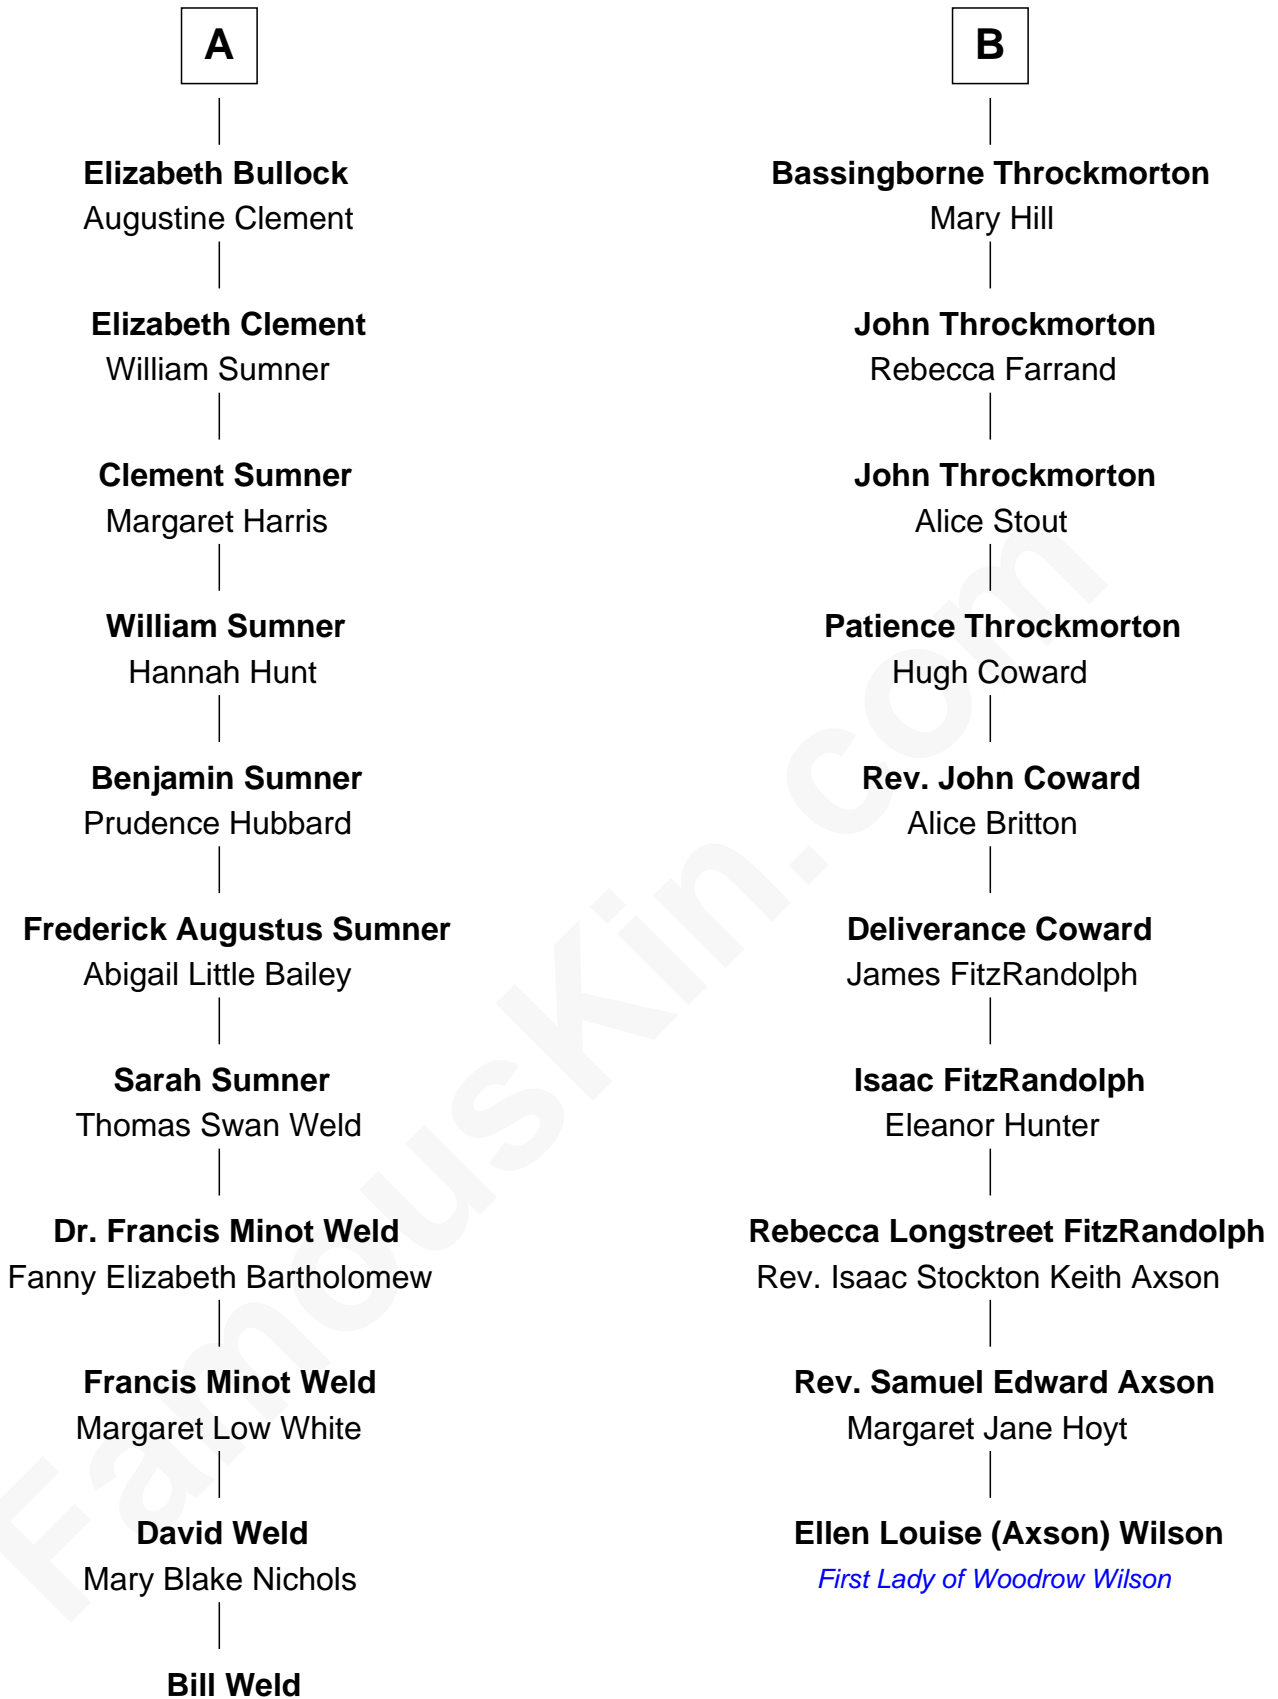 A
Elizabeth Bullock
Augustine Clement
Elizabeth Clement
William Sumner
Clement Sumner
Margaret Harris
William Sumner
Hannah Hunt
Benjamin Sumner
Prudence Hubbard
Frederick Augustus Sumner
Abigail Little Bailey
Sarah Sumner
Thomas Swan Weld
Dr. Francis Minot Weld
Fanny Elizabeth Bartholomew
Francis Minot Weld
Margaret Low White
David Weld
Mary Blake Nichols
Bill Weld
B
Bassingborne Throckmorton
Mary Hill
John Throckmorton
Rebecca Farrand
John Throckmorton
Alice Stout
Patience Throckmorton
Hugh Coward
Rev. John Coward
Alice Britton
Deliverance Coward
James FitzRandolph
Isaac FitzRandolph
Eleanor Hunter
Rebecca Longstreet FitzRandolph
Rev. Isaac Stockton Keith Axson
Rev. Samuel Edward Axson
Margaret Jane Hoyt
Ellen Louise (Axson) Wilson
First Lady of Woodrow Wilson
FamousKin.com